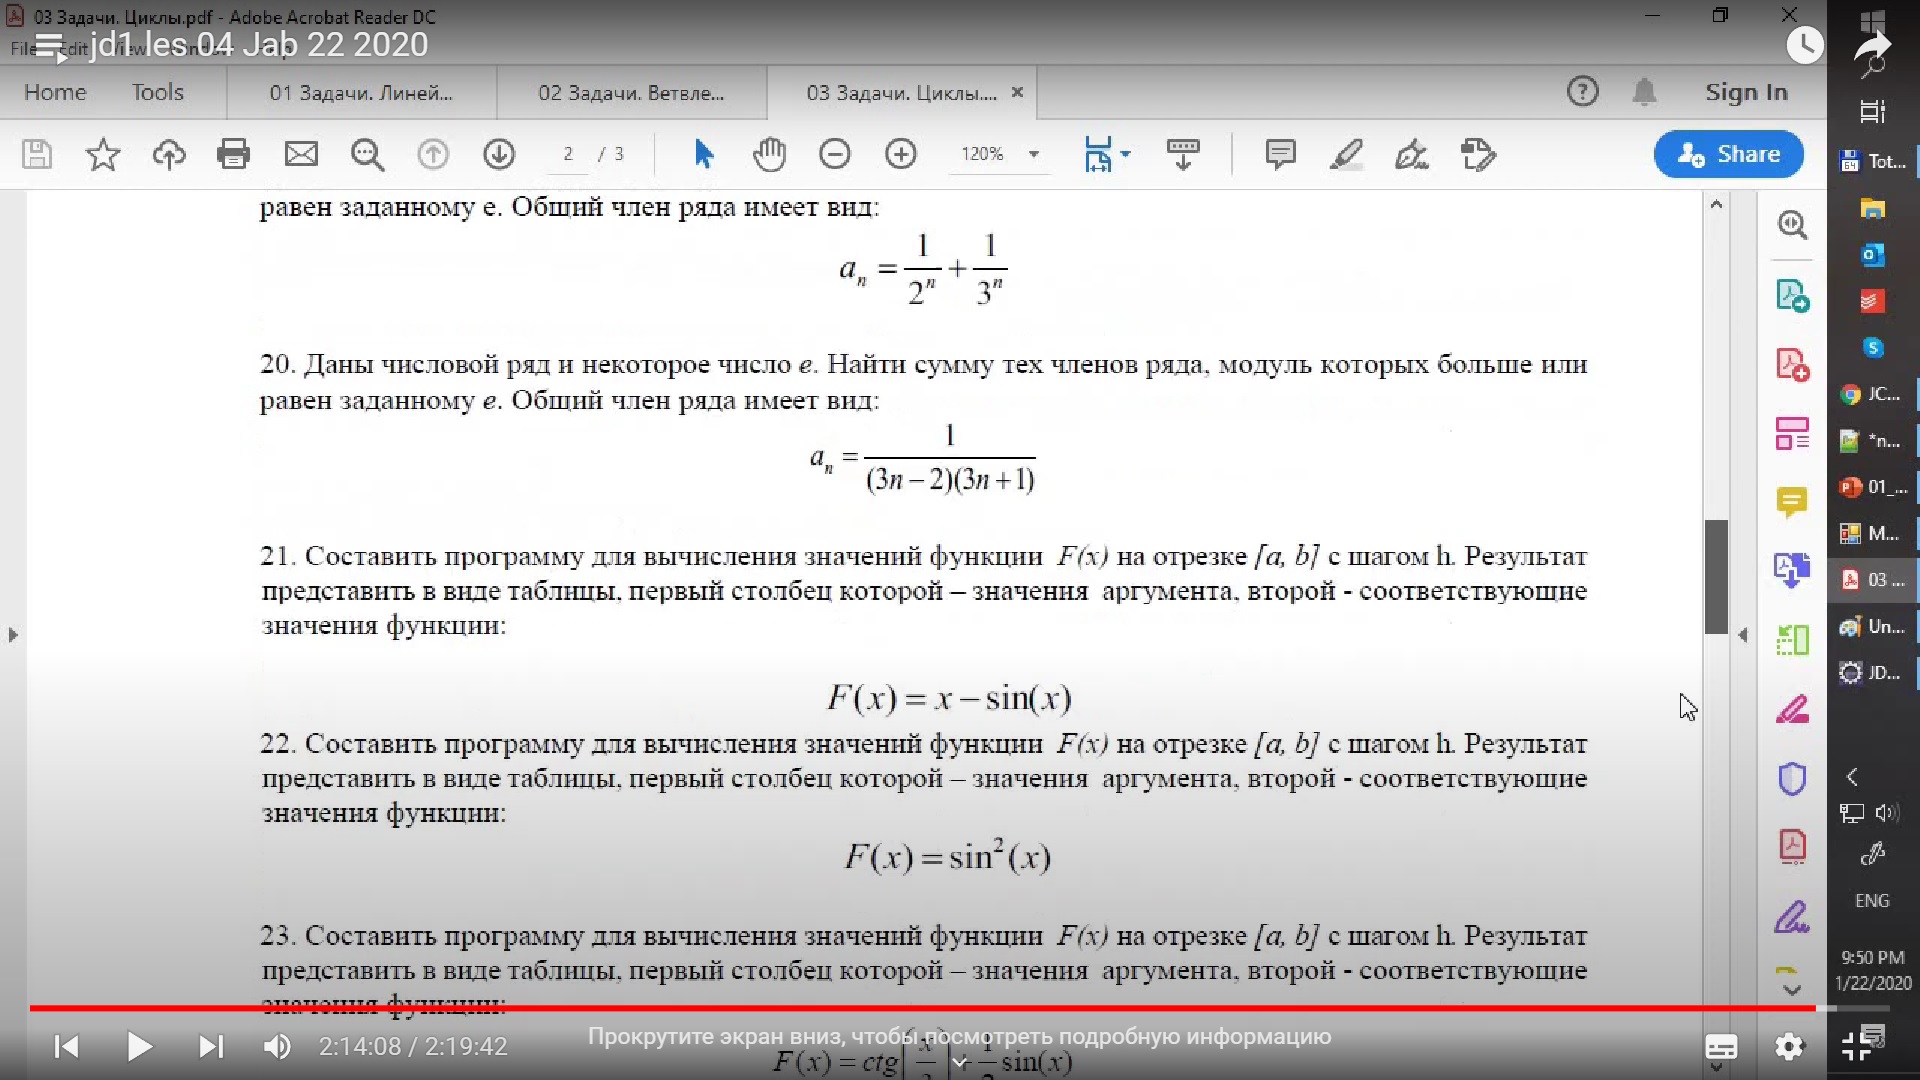 03 Задачи. Циклы.pdf - Adobe Acrobat Reader DC
File Edit View Window Help
jd1 les 04 Jab 22 2020
Home Tools 01 Задачи. Линей... 02 Задачи. Ветвле... 03 Задачи. Циклы.... × ? Sign In
2 / 3 120% Share
равен заданному e. Общий член ряда имеет вид:
a_n = 1/2^n + 1/3^n
20. Даны числовой ряд и некоторое число e. Найти сумму тех членов ряда, модуль которых больше или
равен заданному e. Общий член ряда имеет вид:
a_n = 1/((3n − 2)(3n + 1))
21. Составить программу для вычисления значений функции F(x) на отрезке [a, b] с шагом h. Результат
представить в виде таблицы, первый столбец которой – значения аргумента, второй - соответствующие
значения функции:
F(x) = x − sin(x)
22. Составить программу для вычисления значений функции F(x) на отрезке [a, b] с шагом h. Результат
представить в виде таблицы, первый столбец которой – значения аргумента, второй - соответствующие
значения функции:
F(x) = sin²(x)
23. Составить программу для вычисления значений функции F(x) на отрезке [a, b] с шагом h. Результат
представить в виде таблицы, первый столбец которой – значения аргумента, второй - соответствующие
значения функции:
Прокрутите экран вниз, чтобы посмотреть подробную информацию
2:14:08 / 2:19:42
F(x) = ctg(x/3) + 1/2 sin(x)
Tot...
JC...
*n...
01_...
M...
03 ...
Un...
JD...
ENG
9:50 PM
1/22/2020